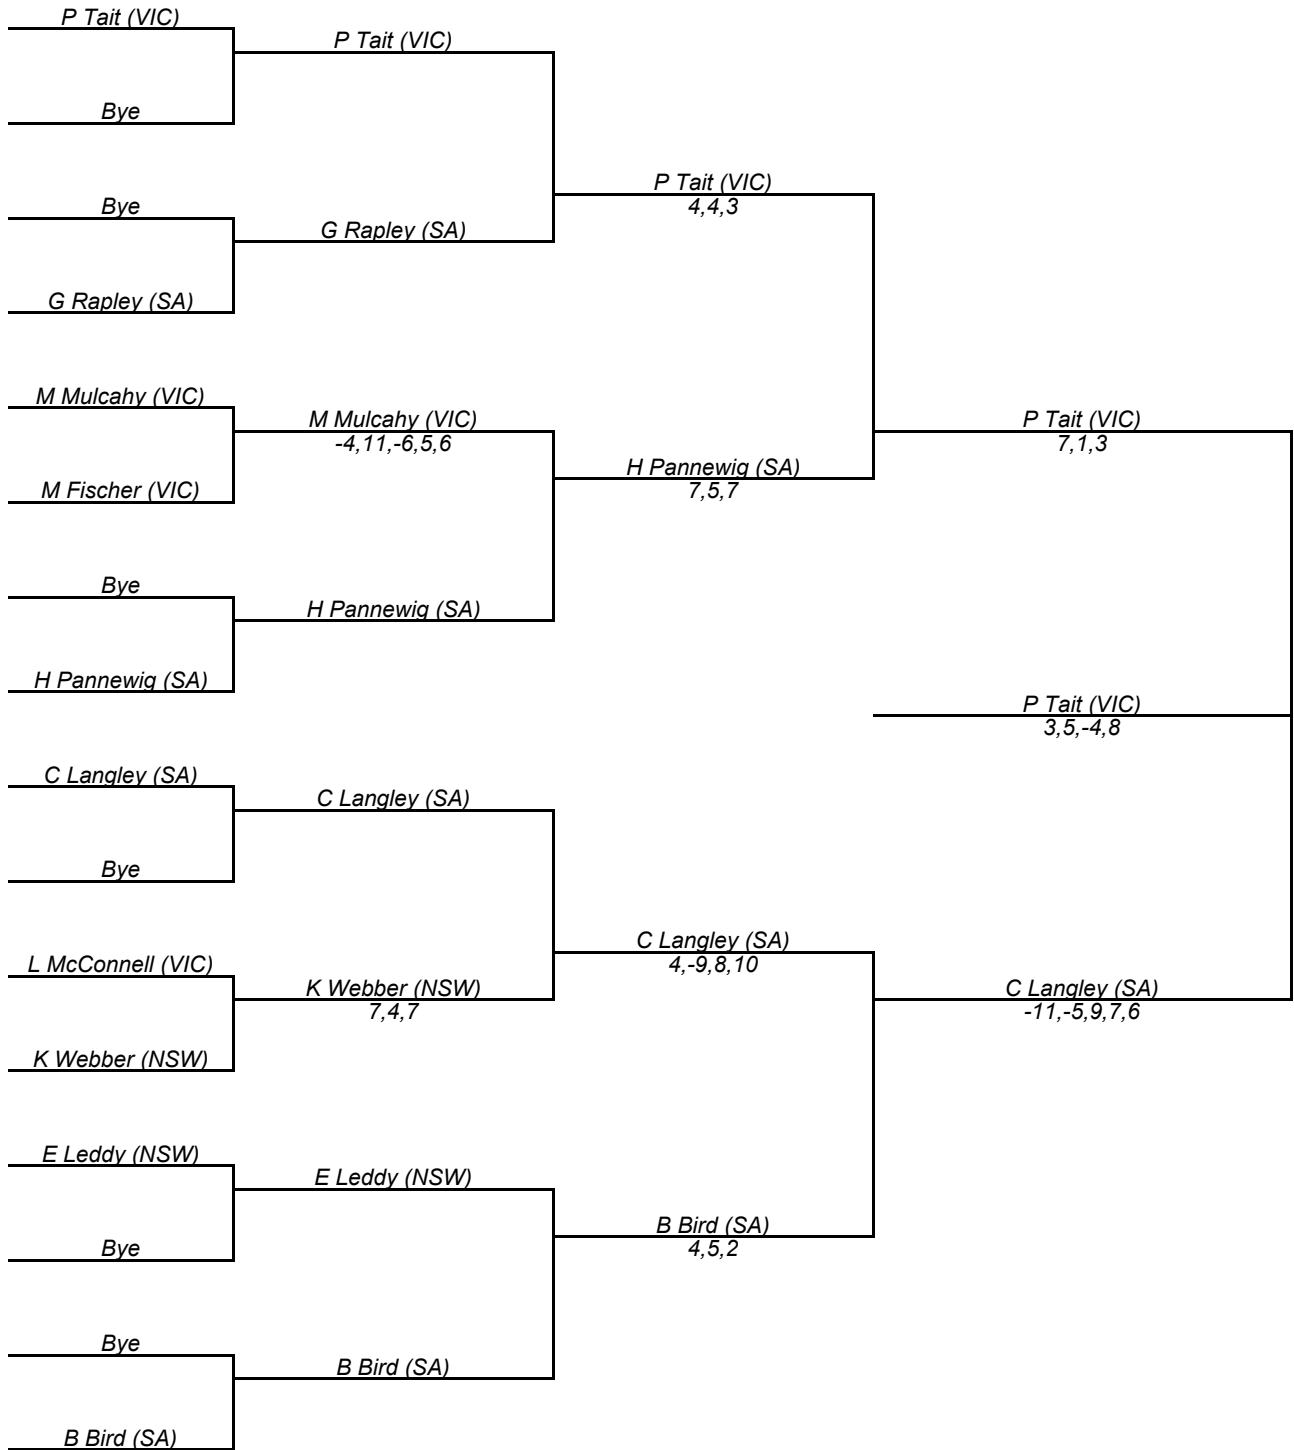 P Tait (VIC)
P Tait (VIC)
Bye
P Tait (VIC)
4,4,3
Bye
G Rapley (SA)
G Rapley (SA)
M Mulcahy (VIC)
M Mulcahy (VIC)
-4,11,-6,5,6
P Tait (VIC)
7,1,3
H Pannewig (SA)
7,5,7
M Fischer (VIC)
Bye
H Pannewig (SA)
H Pannewig (SA)
P Tait (VIC)
3,5,-4,8
C Langley (SA)
C Langley (SA)
Bye
C Langley (SA)
4,-9,8,10
L McConnell (VIC)
K Webber (NSW)
7,4,7
C Langley (SA)
-11,-5,9,7,6
K Webber (NSW)
E Leddy (NSW)
E Leddy (NSW)
B Bird (SA)
4,5,2
Bye
Bye
B Bird (SA)
B Bird (SA)